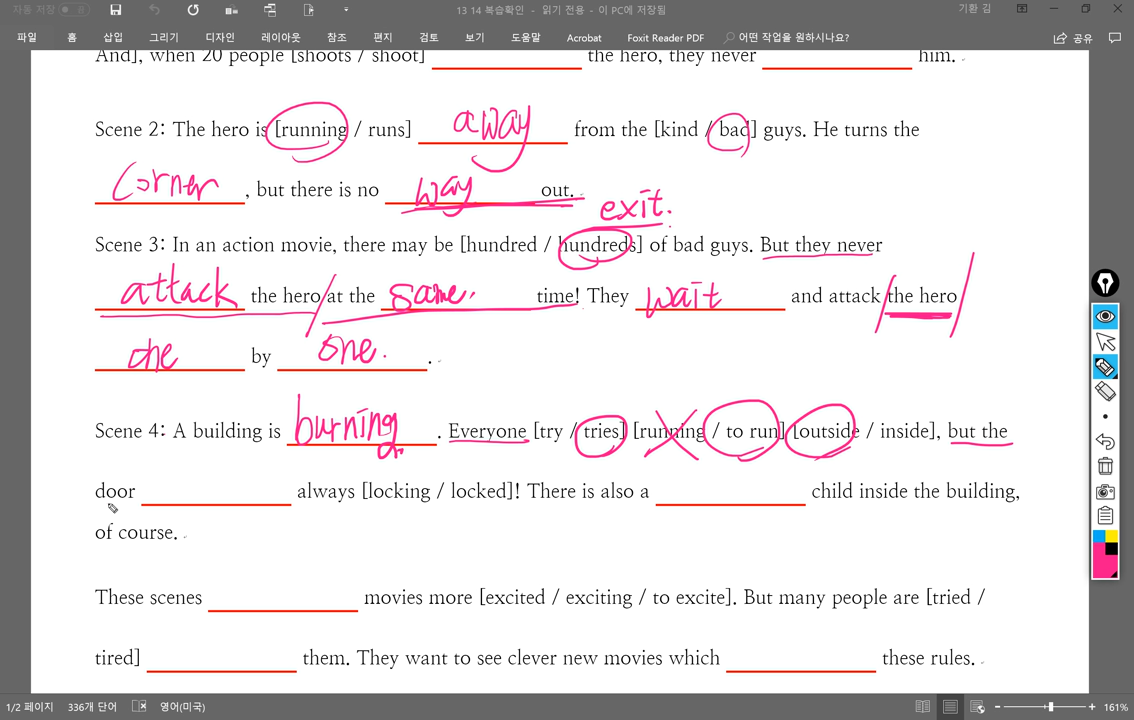 자동 저장
13 14 복습확인 - 읽기 전용 - 이 PC에 저장됨
기환 김
파일 홈 삽입 그리기 디자인 레이아웃 참조 편지 검토 보기 도움말 Acrobat Foxit Reader PDF 어떤 작업을 원하시나요? 공유
And], when 20 people [shoots / shoot] the hero, they never him.
Scene 2: The hero is [running / runs] away from the [kind / bad] guys. He turns the
corner , but there is no way out.
exit.
Scene 3: In an action movie, there may be [hundred / hundreds] of bad guys. But they never
attack the hero/at the same. time! They wait and attack /the hero/
one by one. .
Scene 4: A building is burning . Everyone [try / tries] [running / to run] [outside / inside], but the
door always [locking / locked]! There is also a child inside the building,
of course.
These scenes movies more [excited / exciting / to excite]. But many people are [tried /
tired] them. They want to see clever new movies which these rules.
1/2 페이지 336개 단어 영어(미국) 161%